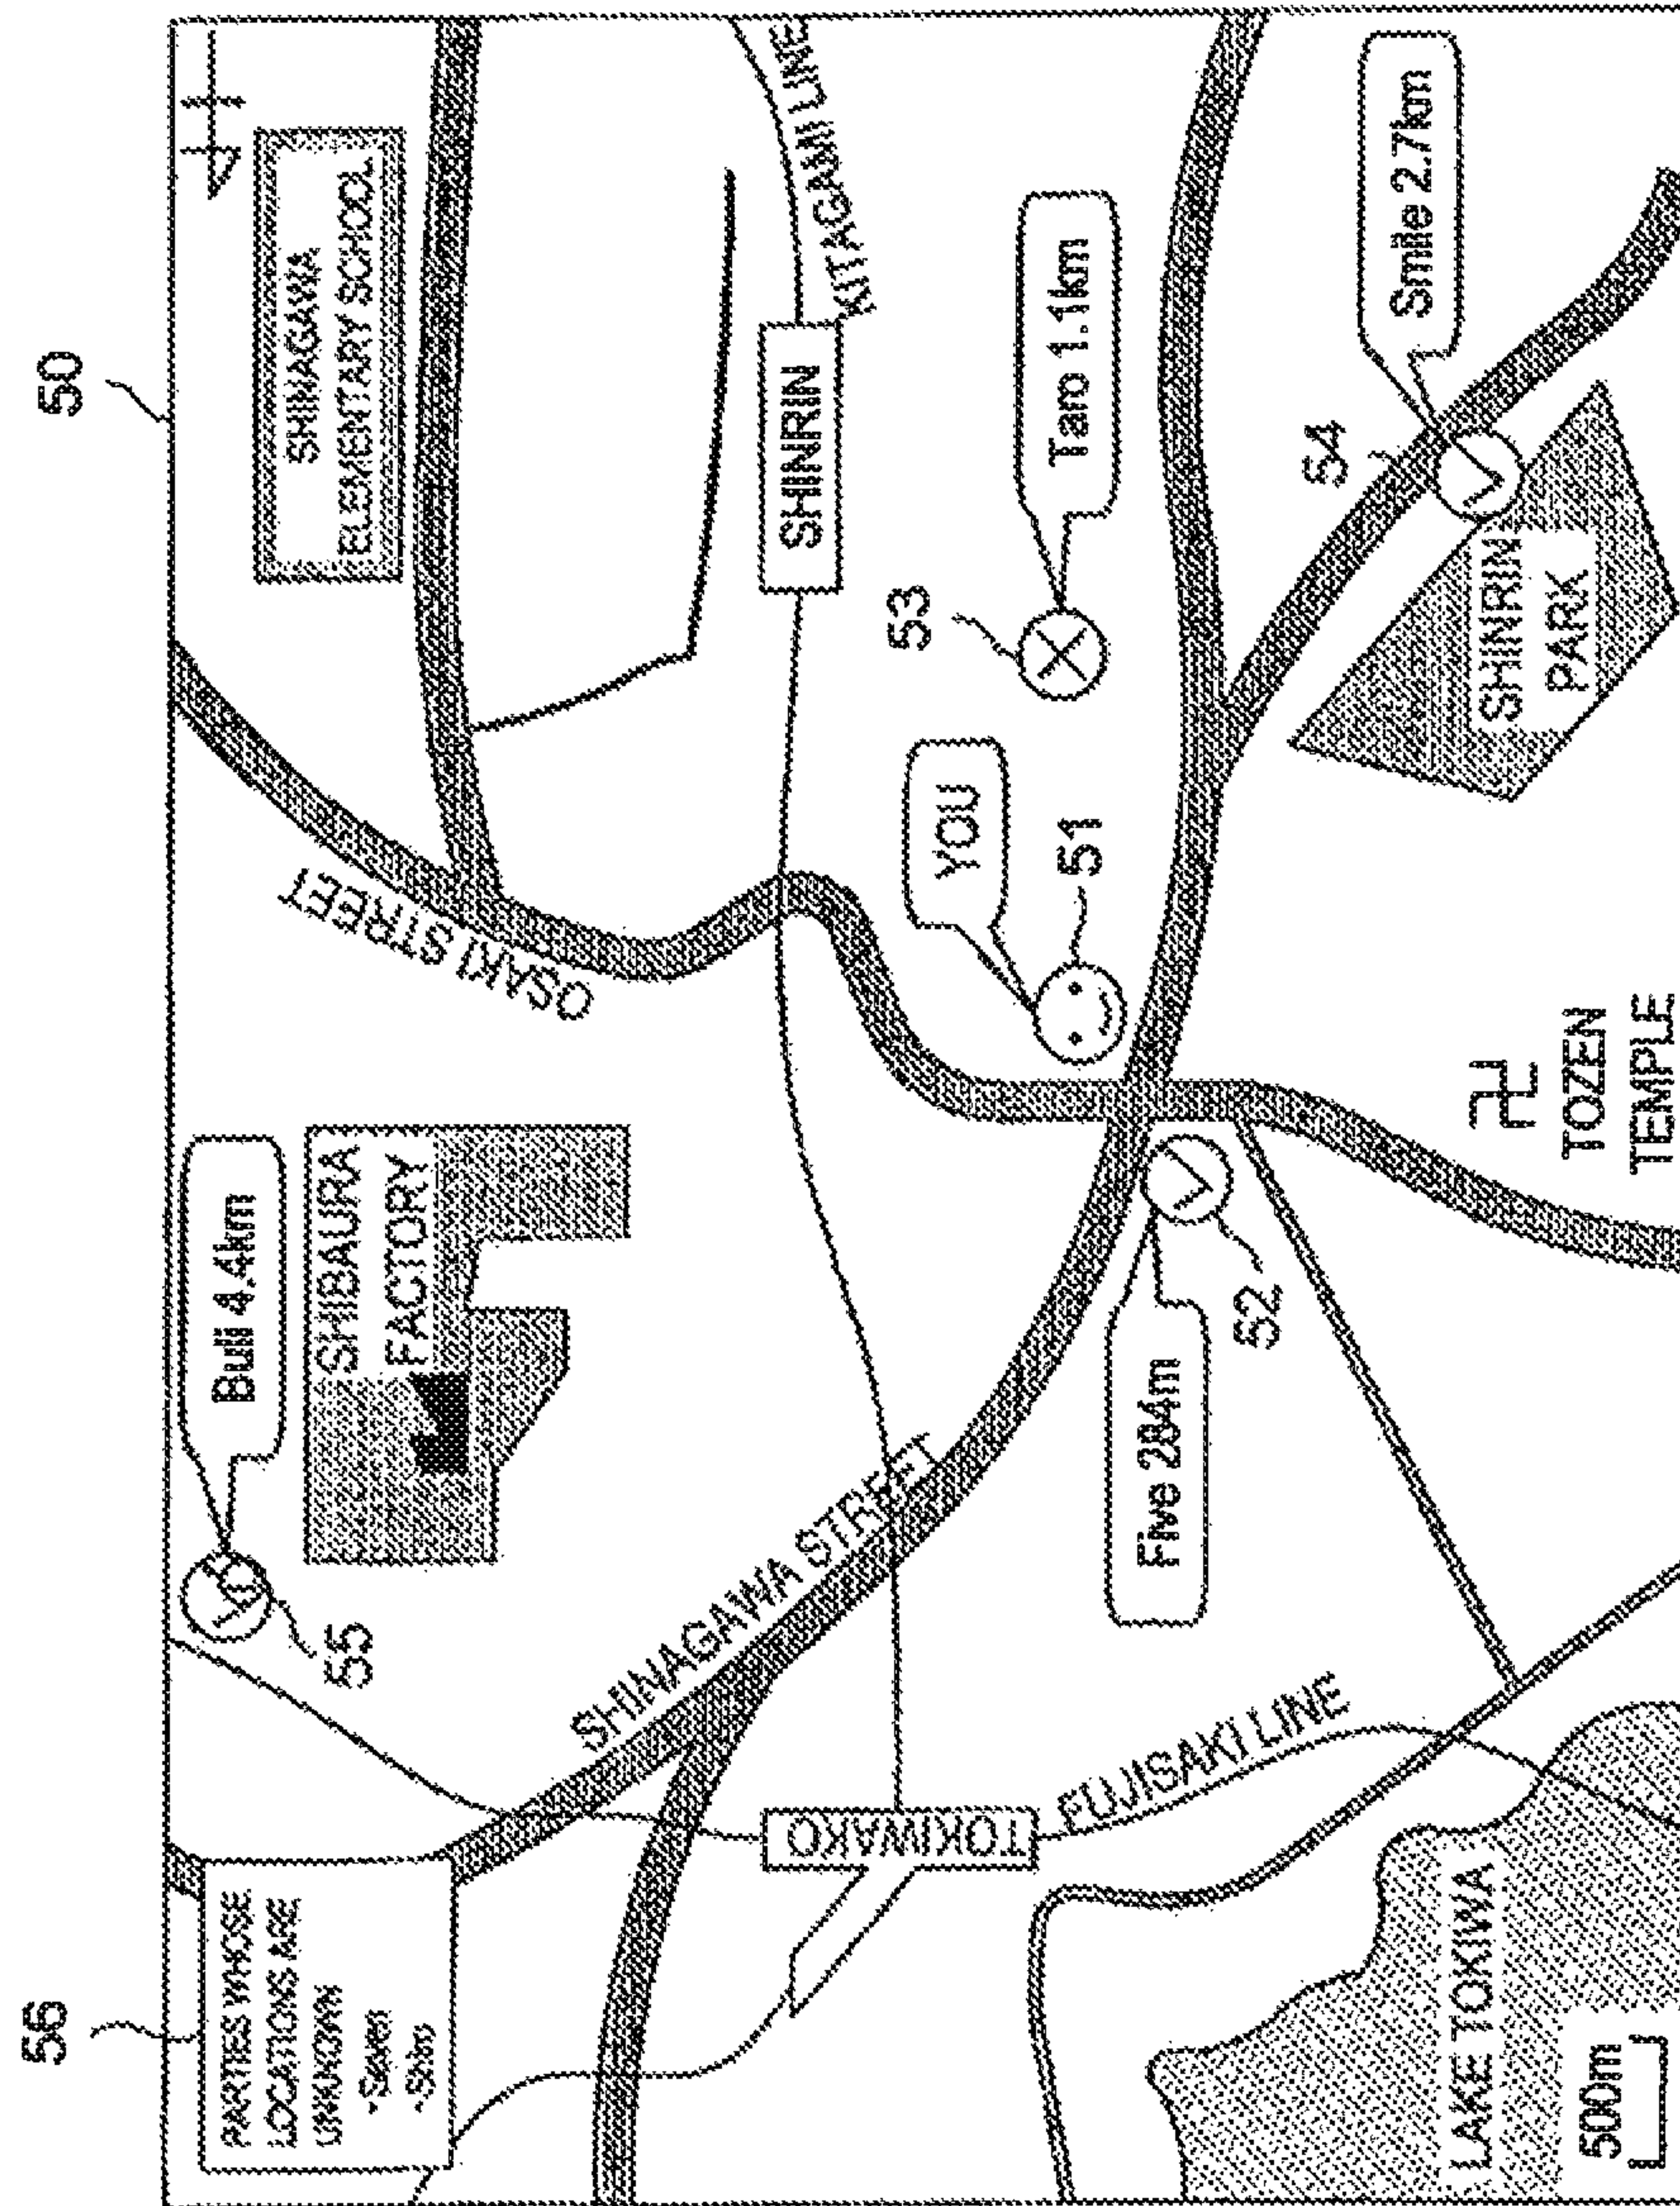 56
50
PARTIES WHOSE
LOCATIONS ARE
UNKNOWN
-Seven
Bull 4.4km
55
SHIBAURA
FACTORY
OSAKI STREET
SHINAGAWA
ELEMENTARY SCHOOL
SHINAGAWA STREET
TOKIWAKO
SHINRIN
KITAGAMI LINE
FUJISAKI LINE
YOU
51
53
Taro 1.1km
Five 284m
52
54
Smile 2.7km
LAKE TOKIWA
500m
卍
TOZEN
TEMPLE
SHINRIN
PARK